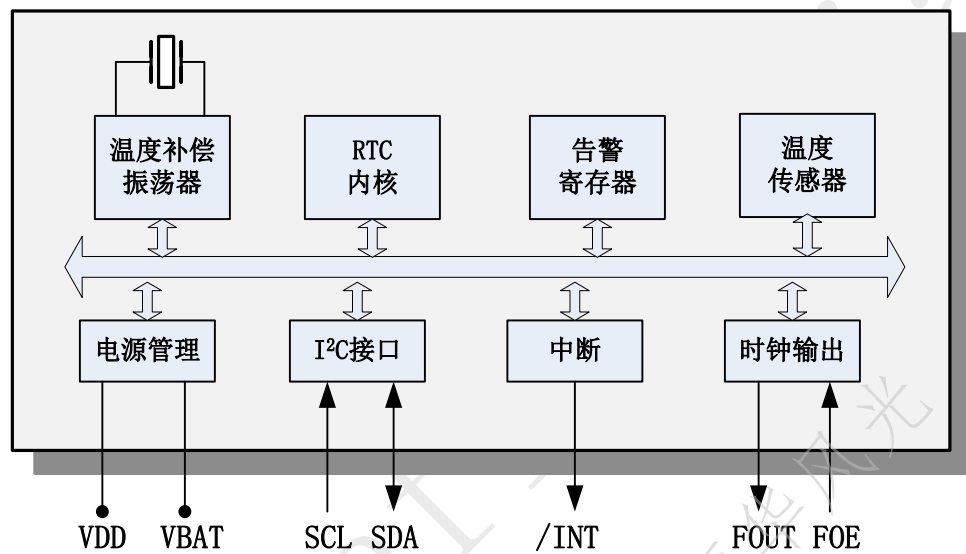 温度补偿
振荡器
RTC
内核
告警
寄存器
温度
传感器
电源管理
I²C接口
中断
时钟输出
VDD VBAT SCL SDA /INT FOUT FOE